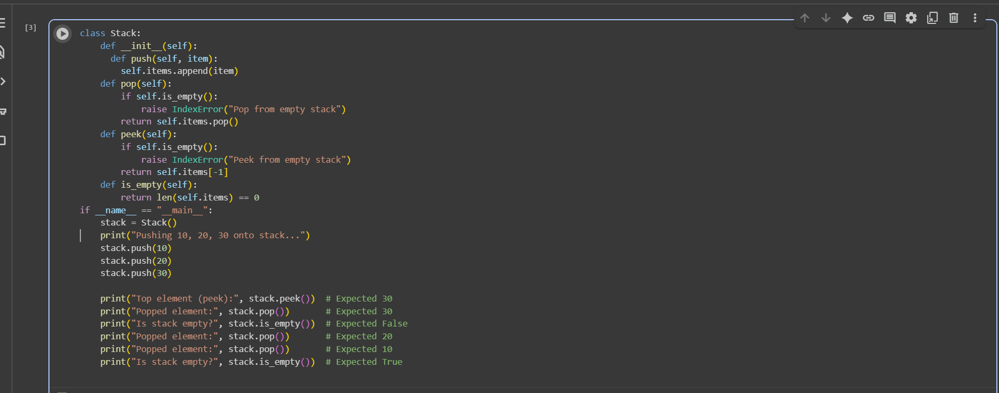 [3]
class Stack:
    def __init__(self):
      def push(self, item):
        self.items.append(item)
    def pop(self):
        if self.is_empty():
            raise IndexError("Pop from empty stack")
        return self.items.pop()
    def peek(self):
        if self.is_empty():
            raise IndexError("Peek from empty stack")
        return self.items[-1]
    def is_empty(self):
        return len(self.items) == 0
if __name__ == "__main__":
    stack = Stack()
    print("Pushing 10, 20, 30 onto stack...")
    stack.push(10)
    stack.push(20)
    stack.push(30)

    print("Top element (peek):", stack.peek())  # Expected 30
    print("Popped element:", stack.pop())       # Expected 30
    print("Is stack empty?", stack.is_empty())  # Expected False
    print("Popped element:", stack.pop())       # Expected 20
    print("Popped element:", stack.pop())       # Expected 10
    print("Is stack empty?", stack.is_empty())  # Expected True